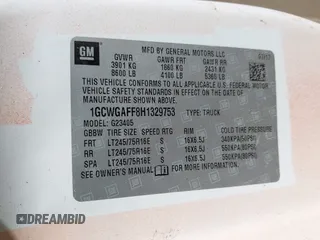 GM
MFD BY GENERAL MOTORS LLC
GVWR GAWR FRT GAWR RR
3901 KG 1860 KG 2431 KG
8600 LB 4100 LB 5360 LB
THIS VEHICLE CONFORMS TO ALL APPLICABLE U.S. FEDERAL MOTOR
VEHICLE SAFETY STANDARDS IN EFFECT ON THE DATE OF
MANUFACTURE SHOWN ABOVE.
1GCWGAFF8H1329753 TYPE: TRUCK
MODEL: G23405
TIRE SIZE SPEED RTG RIM COLD TIRE PRESSURE
FRT LT245/75R16E S 16X6.5J
RR LT245/75R16E S 16X6.5J
SPA LT245/75R16E S 16X6.5J
SEE OWNER'S MANUAL
DREAMBID